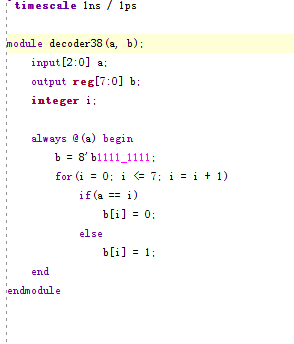 `timescale 1ns / 1ps
module decoder38(a, b);
input[2:0] a;
output reg[7:0] b;
integer i;
always @(a) begin
b = 8'b1111_1111;
for(i = 0; i <= 7; i = i + 1)
if(a == i)
b[i] = 0;
else
b[i] = 1;
end
endmodule